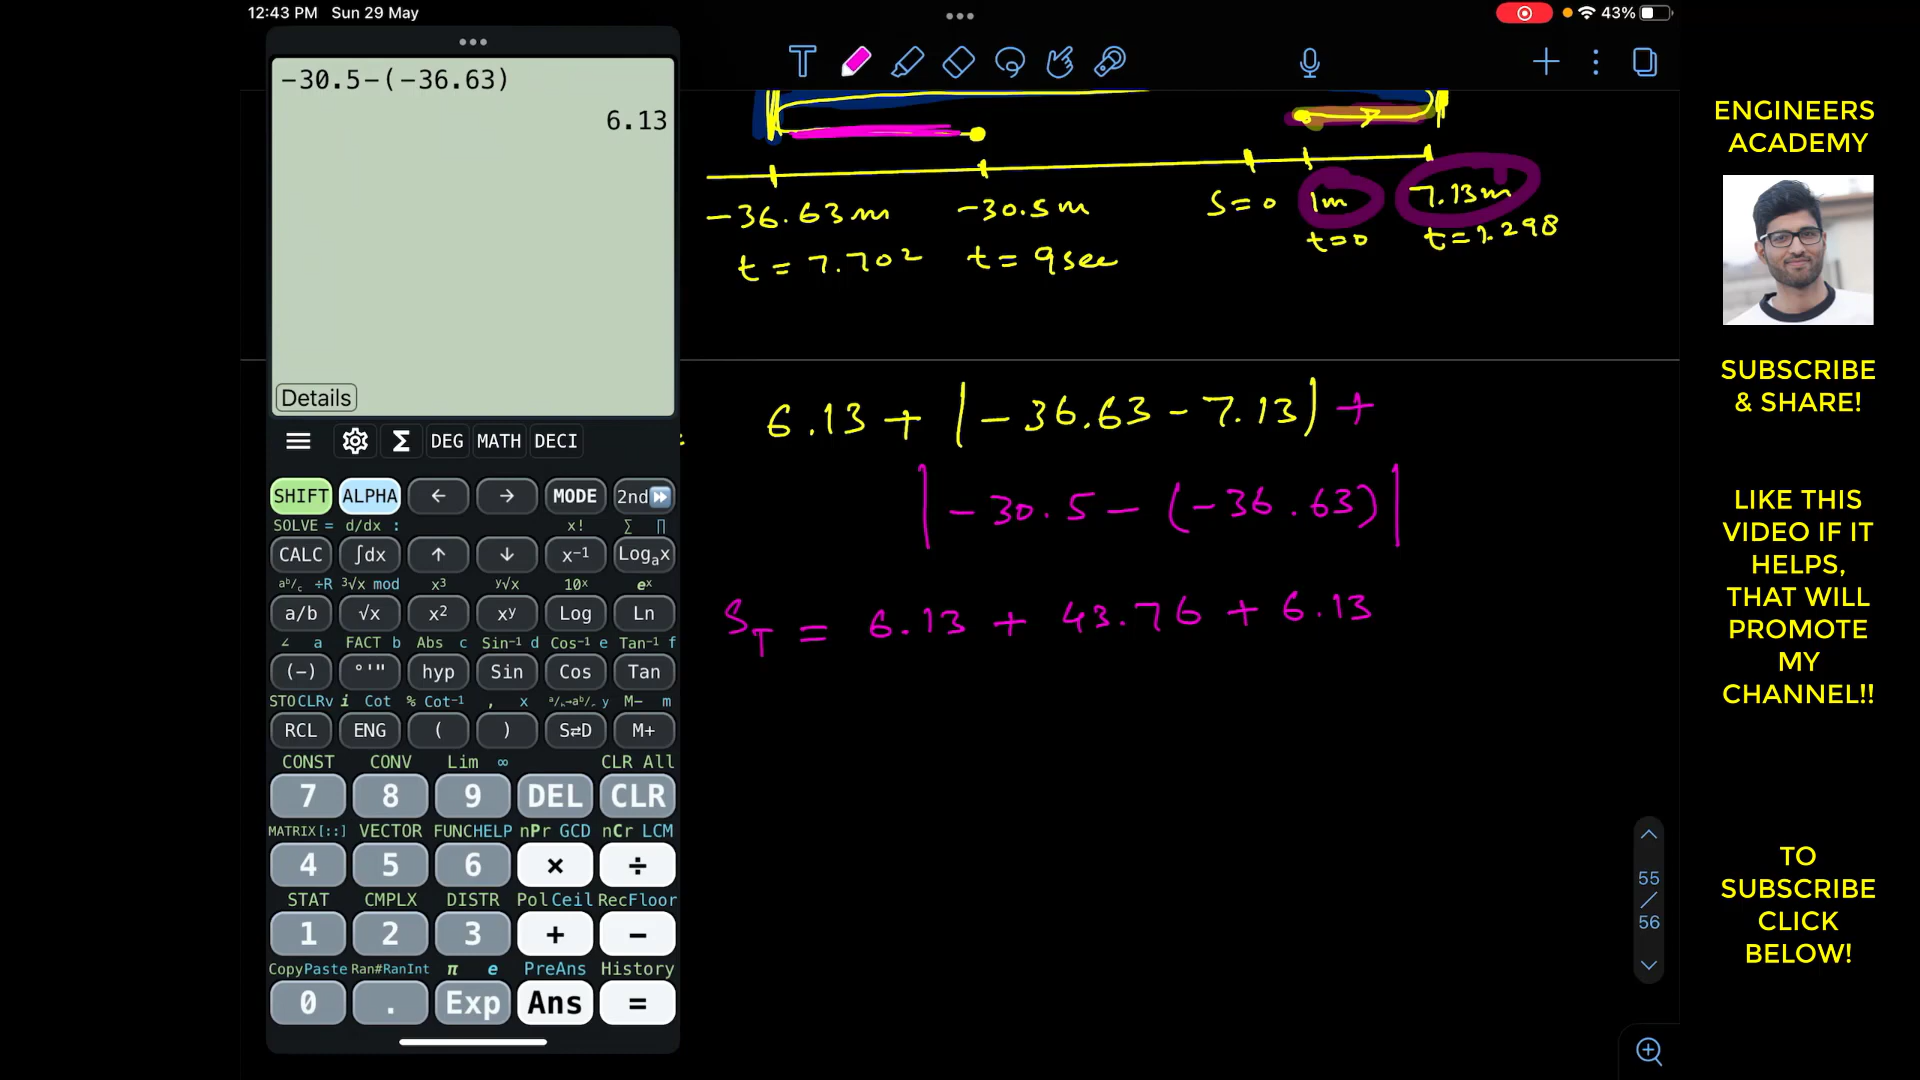 12:43 PM Sun 29 May
43%
-30.5-(-36.63)
6.13
Details
DEG MATH DECI
SHIFT ALPHA ← → MODE 2nd
SOLVE = d/dx : x! ∑ ∏
CALC ∫dx ↑ ↓ x⁻¹ Logₐx
aᵇ/c ÷R ³√x mod x³ ʸ√x 10ˣ eˣ
a/b √x x² xʸ Log Ln
∠ a FACT b Abs c Sin⁻¹ d Cos⁻¹ e Tan⁻¹ f
(−) °'" hyp Sin Cos Tan
STO CLRv i Cot % Cot⁻¹ , x y M− m
RCL ENG ( ) S⇄D M+
CONST CONV Lim ∞ CLR All
7 8 9 DEL CLR
MATRIX[::] VECTOR FUNC HELP nPr GCD nCr LCM
4 5 6 × ÷
STAT CMPLX DISTR Pol Ceil Rec Floor
1 2 3 + −
Copy Paste Ran# RanInt π e PreAns History
0 . Exp Ans =
-36.63m -30.5m S=0 1m 7.13m
t = 7.702 t = 9sec t=0 t=1.298
6.13 + |-36.63 - 7.13| +
|-30.5 - (-36.63)|
S_T = 6.13 + 43.76 + 6.13
55
/
56
ENGINEERS
ACADEMY
SUBSCRIBE
& SHARE!
LIKE THIS
VIDEO IF IT
HELPS,
THAT WILL
PROMOTE
MY
CHANNEL!!
TO
SUBSCRIBE
CLICK
BELOW!